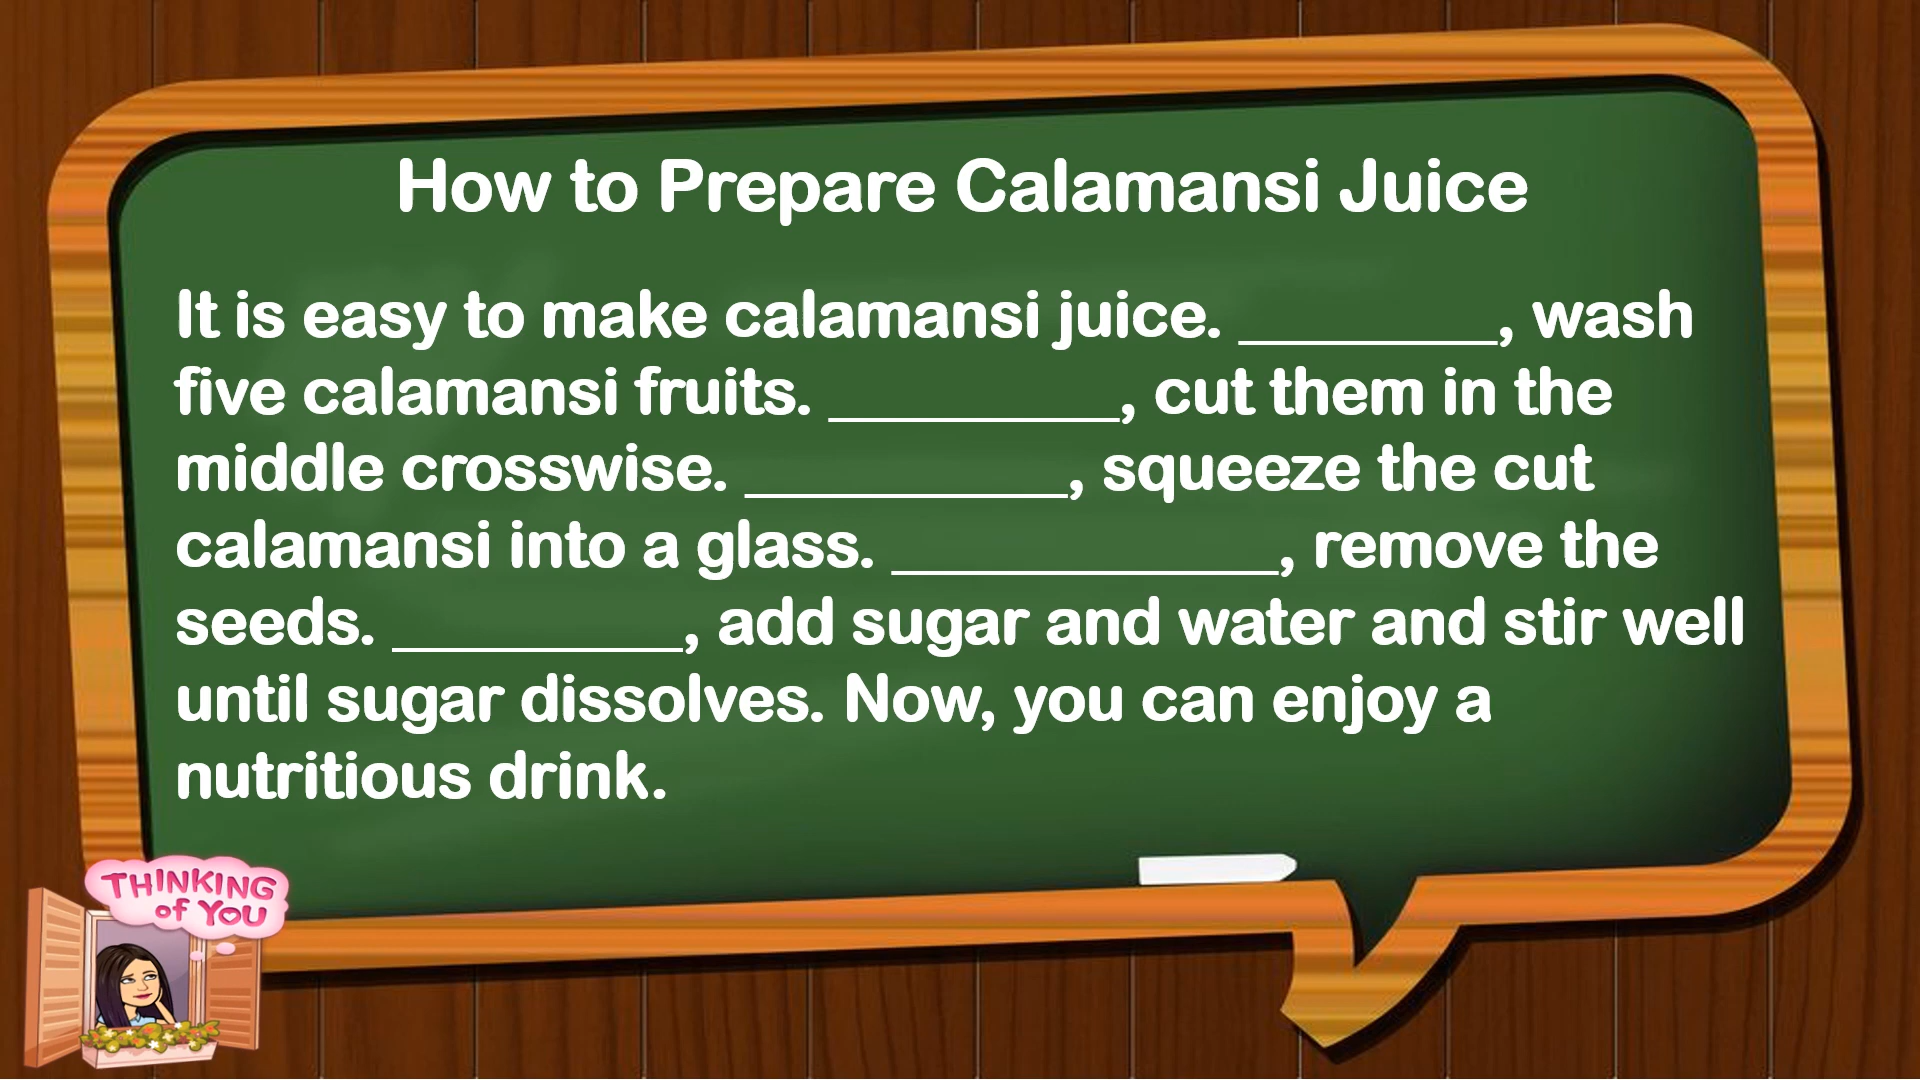 How to Prepare Calamansi Juice
It is easy to make calamansi juice. ________, wash
five calamansi fruits. _________, cut them in the
middle crosswise. __________, squeeze the cut
calamansi into a glass. ____________, remove the
seeds. _________, add sugar and water and stir well
until sugar dissolves. Now, you can enjoy a
nutritious drink.
THINKING
of YOU